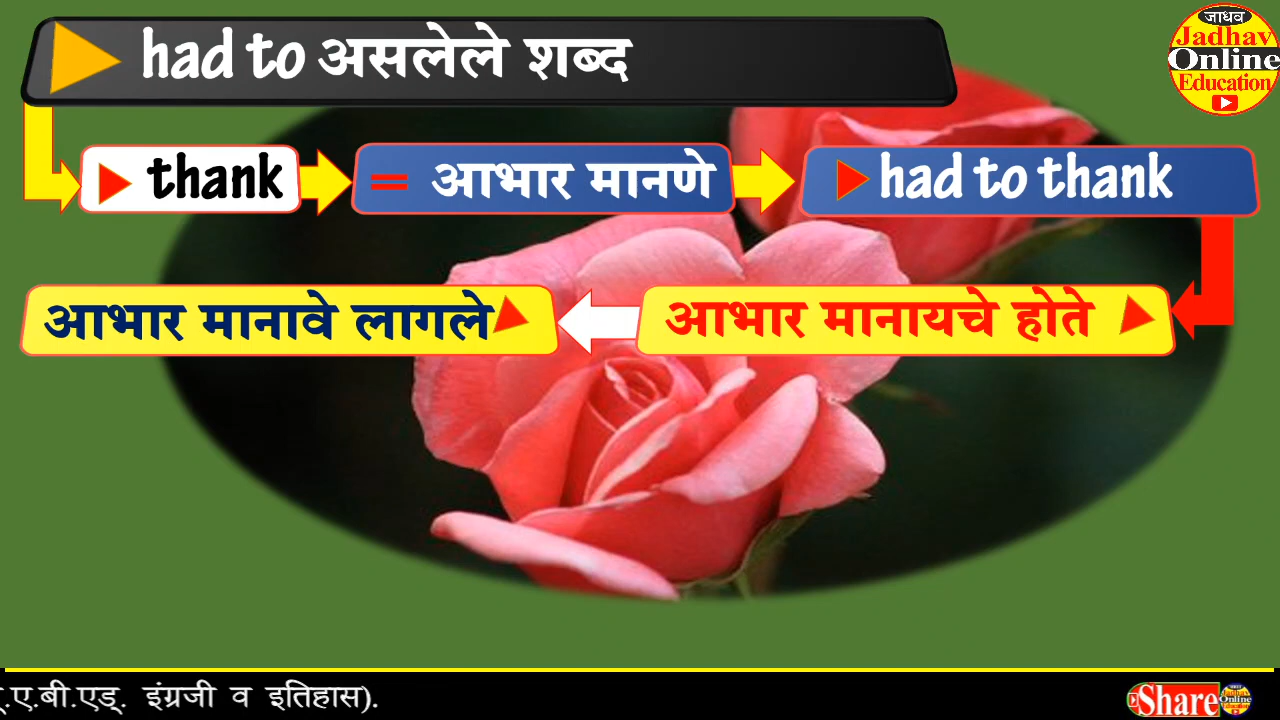 had to असलेले शब्द
जाधव
Jadhav
Online
Education
thank
= आभार मानणे
had to thank
आभार मानायचे होते
आभार मानावे लागले
.ए.बी.एड्. इंग्रजी व इतिहास).
Share